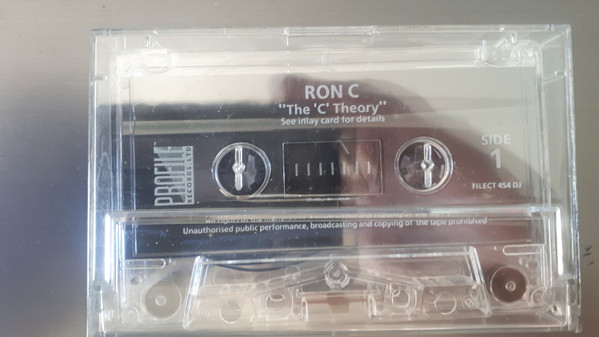 RON C
"The 'C' Theory"
See inlay card for details
PROFILE™
RECORDS LTD
SIDE
1
FILECT 454 DJ
Unauthorised public performance, broadcasting and copying of the tape prohibited